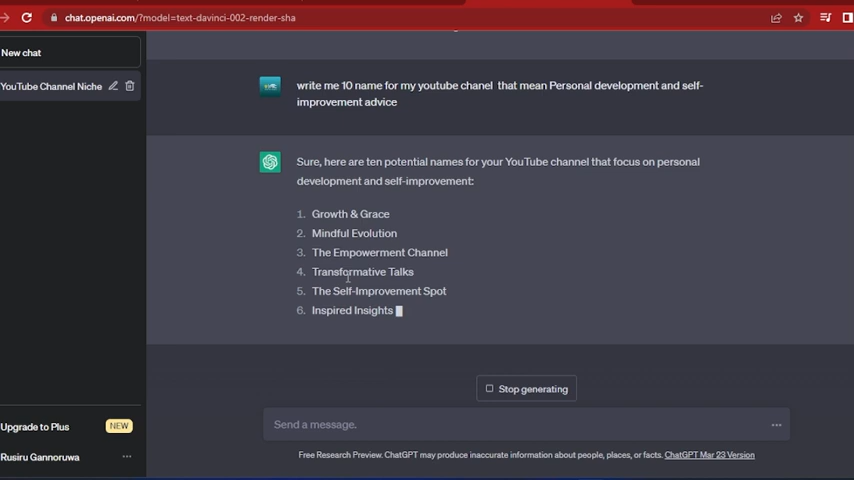 chat.openai.com/?model=text-davinci-002-render-sha
New chat
YouTube Channel Niche
write me 10 name for my youtube chanel that mean Personal development and self-
improvement advice
Sure, here are ten potential names for your YouTube channel that focus on personal
development and self-improvement:
1. Growth & Grace
2. Mindful Evolution
3. The Empowerment Channel
4. Transformative Talks
5. The Self-Improvement Spot
6. Inspired Insights
Stop generating
Send a message.
Upgrade to Plus NEW
Rusiru Gannoruwa
Free Research Preview. ChatGPT may produce inaccurate information about people, places, or facts. ChatGPT Mar 23 Version